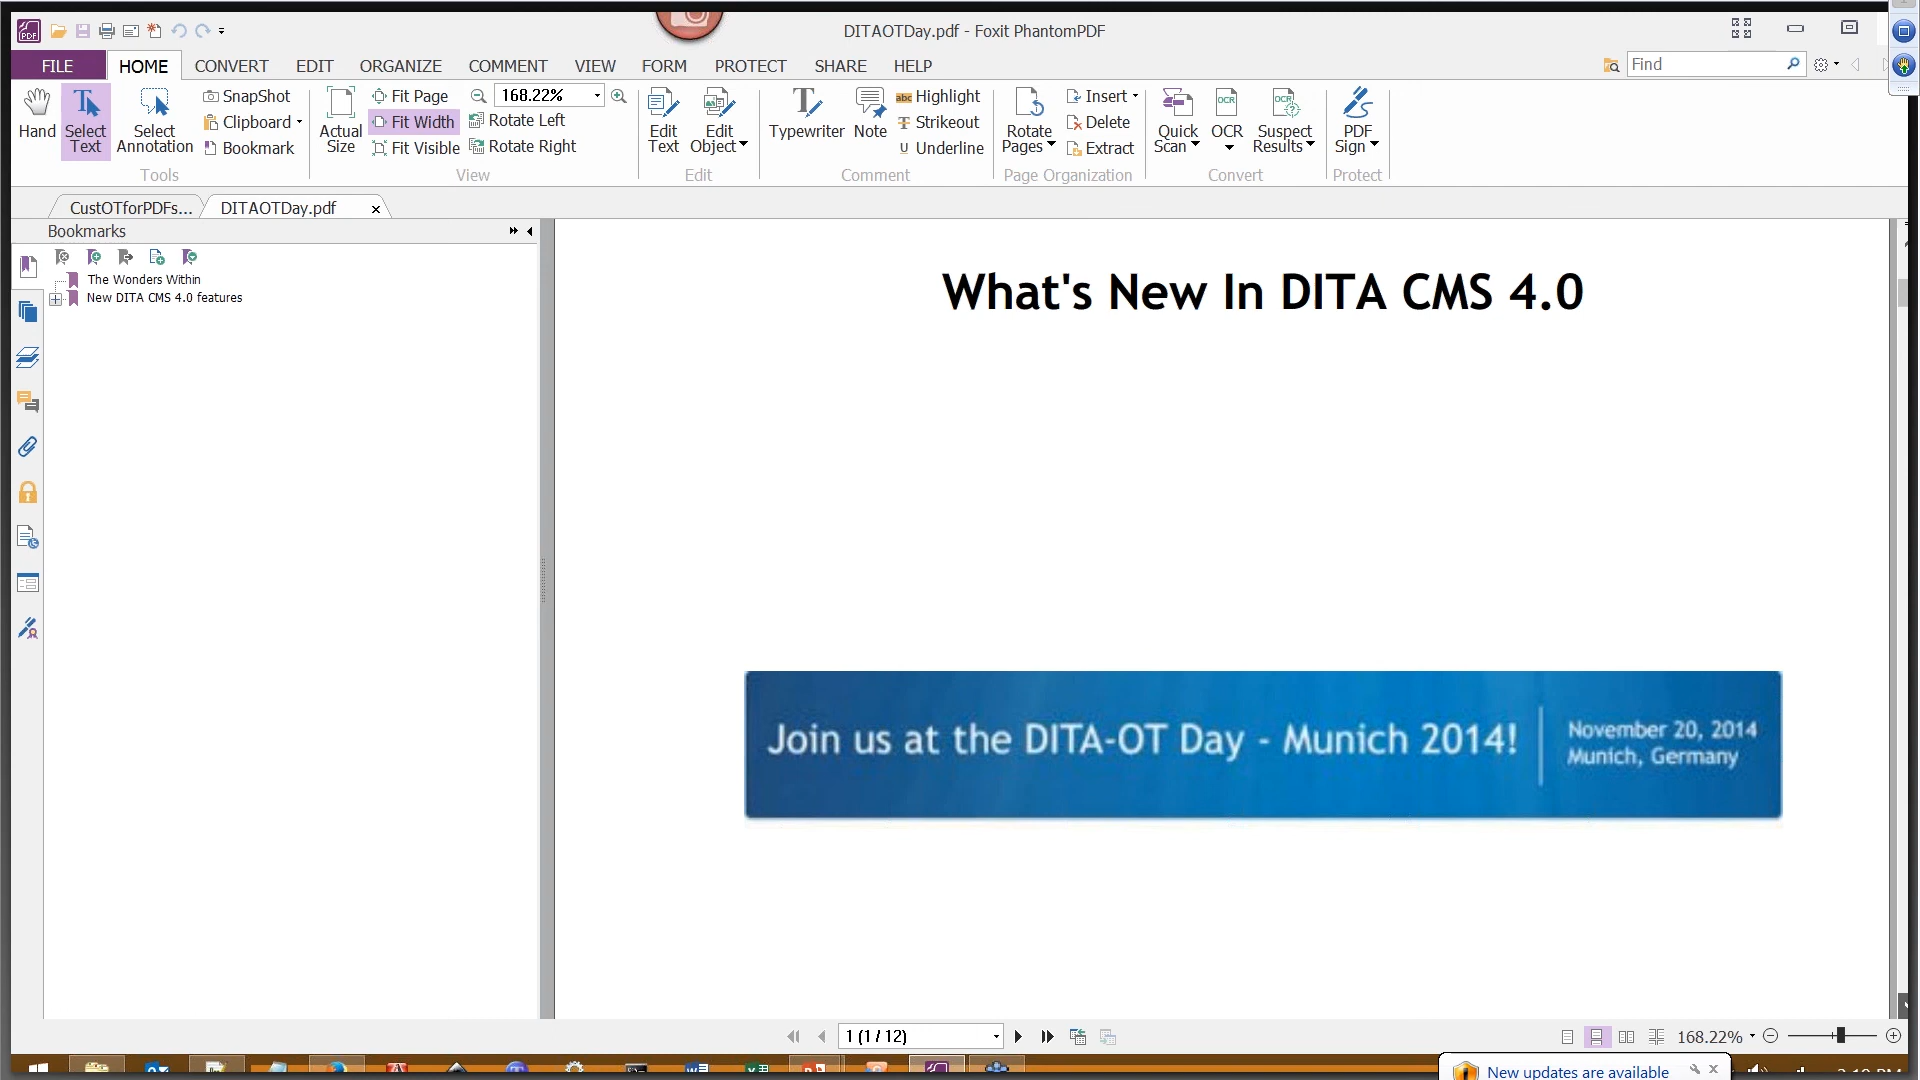 DITAOTDay.pdf - Foxit PhantomPDF
FILE HOME CONVERT EDIT ORGANIZE COMMENT VIEW FORM PROTECT SHARE HELP
Find
Hand
Select
Text
Select
Annotation
SnapShot
Clipboard
Bookmark
Tools
Actual
Size
Fit Page
Fit Width
Fit Visible
168.22%
Rotate Left
Rotate Right
View
Edit
Text
Edit
Object
Edit
Typewriter
Note
Highlight
Strikeout
Underline
Comment
Rotate
Pages
Insert
Delete
Extract
Page Organization
Quick
Scan
OCR
Suspect
Results
Convert
PDF
Sign
Protect
CustOTforPDFs...
DITAOTDay.pdf
Bookmarks
The Wonders Within
New DITA CMS 4.0 features
What's New In DITA CMS 4.0
Join us at the DITA-OT Day - Munich 2014!
November 20, 2014
Munich, Germany
1 (1 / 12)
168.22%
New updates are available